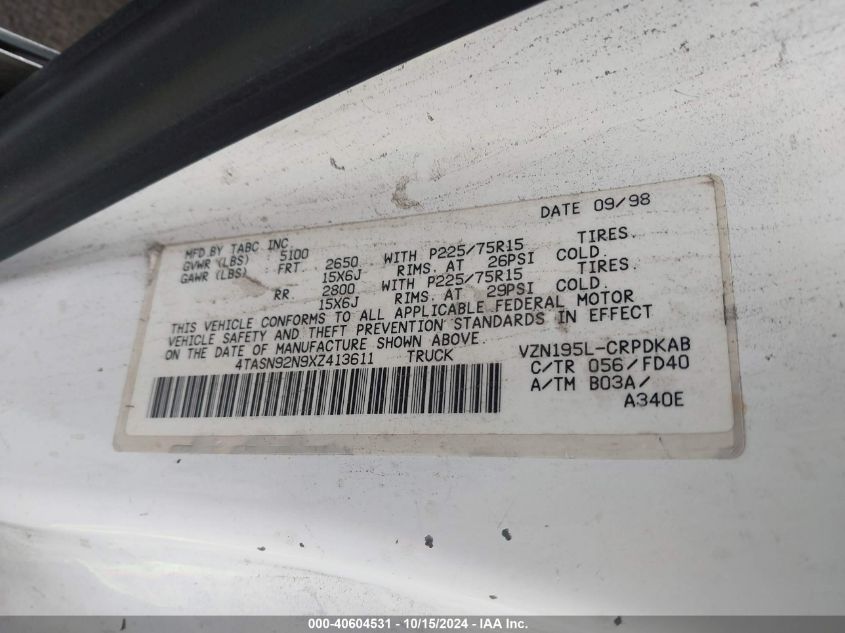 DATE 09/98
MFD.BY TABC INC
GVWR (LBS) 5100
GAWR (LBS) FRT. 2650 WITH P225/75R15 TIRES.
15X6J RIMS. AT 26PSI COLD.
RR. 2800 WITH P225/75R15 TIRES.
15X6J RIMS. AT 29PSI COLD.
THIS VEHICLE CONFORMS TO ALL APPLICABLE FEDERAL MOTOR
VEHICLE SAFETY AND THEFT PREVENTION STANDARDS IN EFFECT
ON THE DATE OF MANUFACTURE SHOWN ABOVE.
4TASN92N9XZ413611 TRUCK VZN195L-CRPDKAB
C/TR 056/FD40
A/TM B03A/
A340E
000-40604531 - 10/15/2024 - IAA Inc.